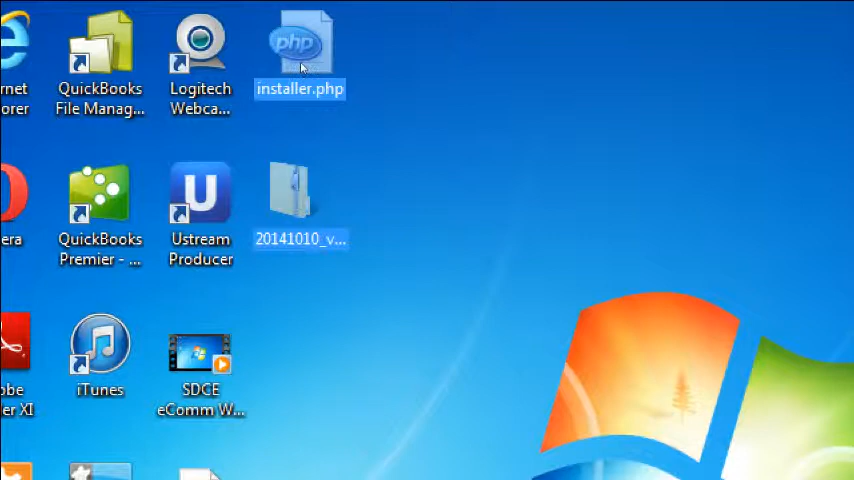 rnet
orer
QuickBooks
File Manag...
Logitech
Webca...
php
installer.php
era
QuickBooks
Premier - ...
U
Ustream
Producer
20141010_v...
obe
er XI
iTunes
SDCE
eComm W...